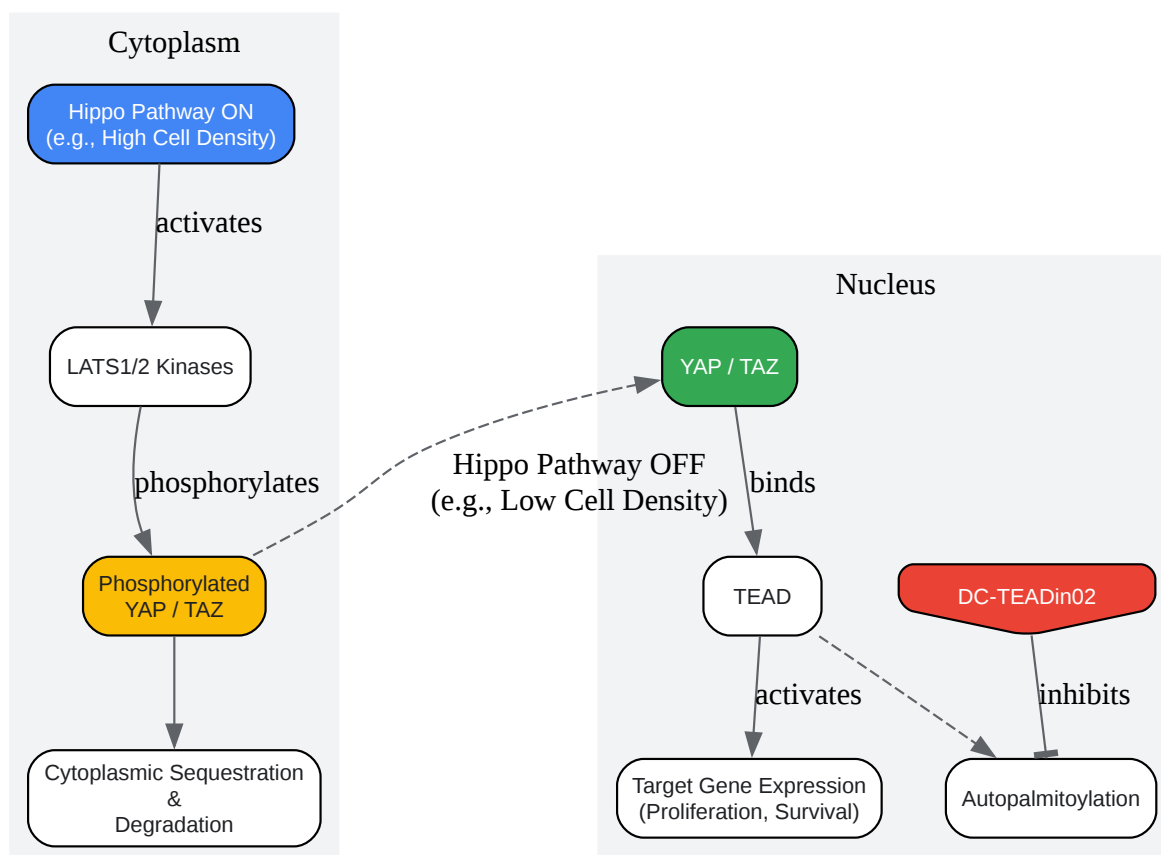 Cytoplasm
Hippo Pathway ON
(e.g., High Cell Density)
activates
LATS1/2 Kinases
phosphorylates
Phosphorylated
YAP / TAZ
Cytoplasmic Sequestration
&
Degradation
Hippo Pathway OFF
(e.g., Low Cell Density)
Nucleus
YAP / TAZ
binds
TEAD
DC-TEADin02
activates
inhibits
Target Gene Expression
(Proliferation, Survival)
Autopalmitoylation